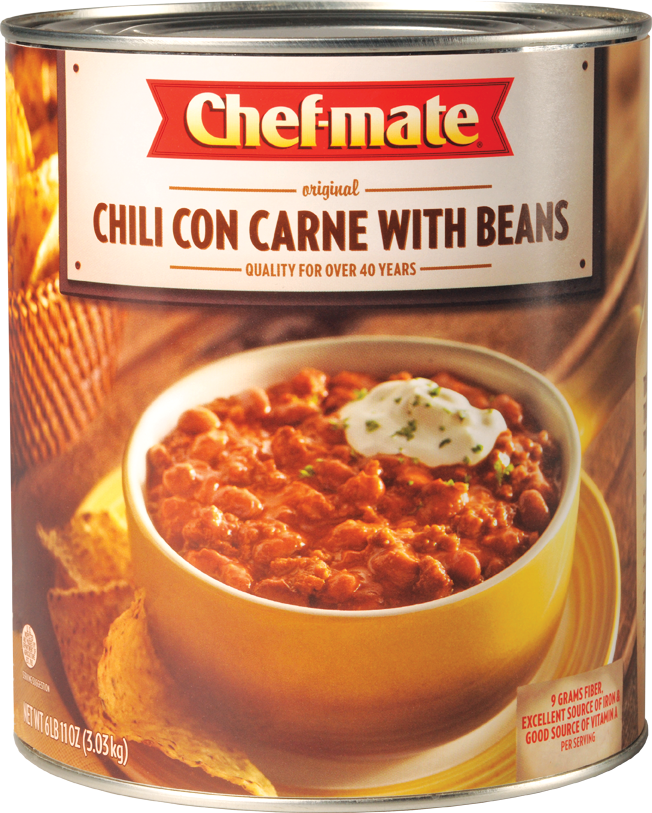 Chef-mate®
original
CHILI CON CARNE WITH BEANS
QUALITY FOR OVER 40 YEARS
NET WT 6 LB 11 OZ (3.03 kg)
9 GRAMS FIBER,
EXCELLENT SOURCE OF IRON &
GOOD SOURCE OF VITAMIN A
PER SERVING